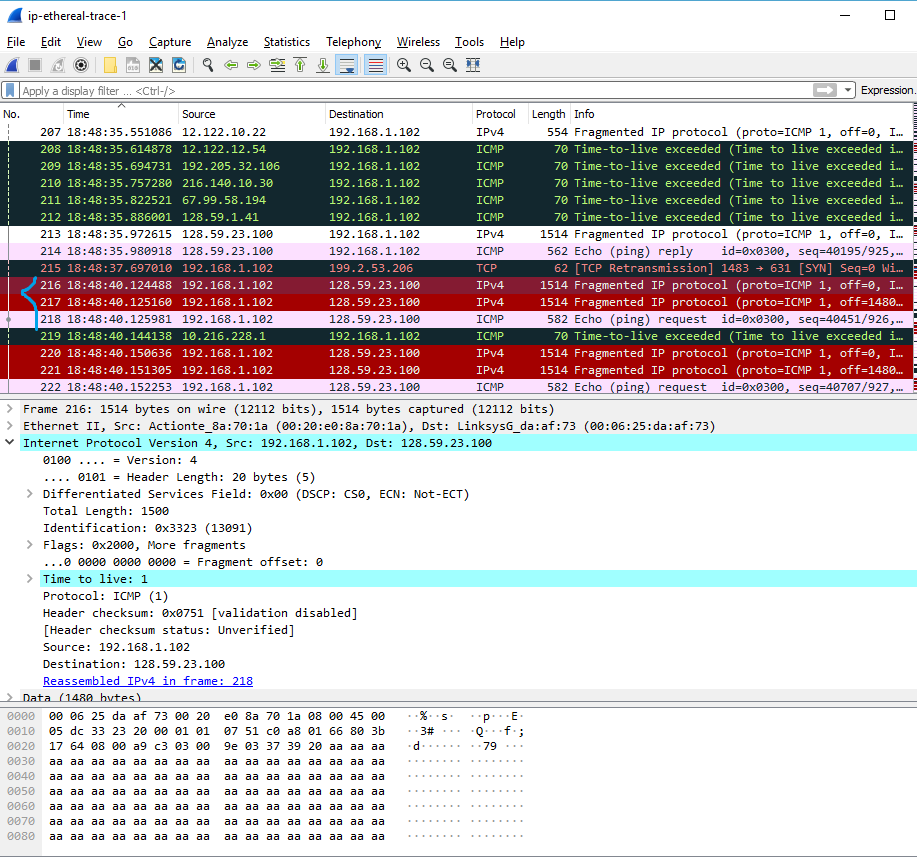 ip-ethereal-trace-1
File Edit View Go Capture Analyze Statistics Telephony Wireless Tools Help
Apply a display filter ... <Ctrl-/> Expression...
No. Time Source Destination Protocol Length Info
207 18:48:35.551086 12.122.10.22 192.168.1.102 IPv4 554 Fragmented IP protocol (proto=ICMP 1, off=0, I…
208 18:48:35.614878 12.122.12.54 192.168.1.102 ICMP 70 Time-to-live exceeded (Time to live exceeded i…
209 18:48:35.694731 192.205.32.106 192.168.1.102 ICMP 70 Time-to-live exceeded (Time to live exceeded i…
210 18:48:35.757280 216.140.10.30 192.168.1.102 ICMP 70 Time-to-live exceeded (Time to live exceeded i…
211 18:48:35.822521 67.99.58.194 192.168.1.102 ICMP 70 Time-to-live exceeded (Time to live exceeded i…
212 18:48:35.886001 128.59.1.41 192.168.1.102 ICMP 70 Time-to-live exceeded (Time to live exceeded i…
213 18:48:35.972615 128.59.23.100 192.168.1.102 IPv4 1514 Fragmented IP protocol (proto=ICMP 1, off=0, I…
214 18:48:35.980918 128.59.23.100 192.168.1.102 ICMP 562 Echo (ping) reply id=0x0300, seq=40195/925,…
215 18:48:37.697010 192.168.1.102 199.2.53.206 TCP 62 [TCP Retransmission] 1483 → 631 [SYN] Seq=0 Wi…
216 18:48:40.124488 192.168.1.102 128.59.23.100 IPv4 1514 Fragmented IP protocol (proto=ICMP 1, off=0, I…
217 18:48:40.125160 192.168.1.102 128.59.23.100 IPv4 1514 Fragmented IP protocol (proto=ICMP 1, off=1480…
218 18:48:40.125981 192.168.1.102 128.59.23.100 ICMP 582 Echo (ping) request id=0x0300, seq=40451/926,…
219 18:48:40.144138 10.216.228.1 192.168.1.102 ICMP 70 Time-to-live exceeded (Time to live exceeded i…
220 18:48:40.150636 192.168.1.102 128.59.23.100 IPv4 1514 Fragmented IP protocol (proto=ICMP 1, off=0, I…
221 18:48:40.151305 192.168.1.102 128.59.23.100 IPv4 1514 Fragmented IP protocol (proto=ICMP 1, off=1480…
222 18:48:40.152253 192.168.1.102 128.59.23.100 ICMP 582 Echo (ping) request id=0x0300, seq=40707/927,…
Frame 216: 1514 bytes on wire (12112 bits), 1514 bytes captured (12112 bits)
Ethernet II, Src: Actionte_8a:70:1a (00:20:e0:8a:70:1a), Dst: LinksysG_da:af:73 (00:06:25:da:af:73)
Internet Protocol Version 4, Src: 192.168.1.102, Dst: 128.59.23.100
0100 .... = Version: 4
.... 0101 = Header Length: 20 bytes (5)
Differentiated Services Field: 0x00 (DSCP: CS0, ECN: Not-ECT)
Total Length: 1500
Identification: 0x3323 (13091)
Flags: 0x2000, More fragments
...0 0000 0000 0000 = Fragment offset: 0
Time to live: 1
Protocol: ICMP (1)
Header checksum: 0x0751 [validation disabled]
[Header checksum status: Unverified]
Source: 192.168.1.102
Destination: 128.59.23.100
Reassembled IPv4 in frame: 218
Data (1480 bytes)
0000 00 06 25 da af 73 00 20 e0 8a 70 1a 08 00 45 00 ··%··s· ··p···E·
0010 05 dc 33 23 20 00 01 01 07 51 c0 a8 01 66 80 3b ··3# ··· ·Q···f·;
0020 17 64 08 00 a9 c3 03 00 9e 03 37 39 20 aa aa aa ·d······ ··79 ···
0030 aa aa aa aa aa aa aa aa aa aa aa aa aa aa aa aa ········ ········
0040 aa aa aa aa aa aa aa aa aa aa aa aa aa aa aa aa ········ ········
0050 aa aa aa aa aa aa aa aa aa aa aa aa aa aa aa aa ········ ········
0060 aa aa aa aa aa aa aa aa aa aa aa aa aa aa aa aa ········ ········
0070 aa aa aa aa aa aa aa aa aa aa aa aa aa aa aa aa ········ ········
0080 aa aa aa aa aa aa aa aa aa aa aa aa aa aa aa aa ········ ········